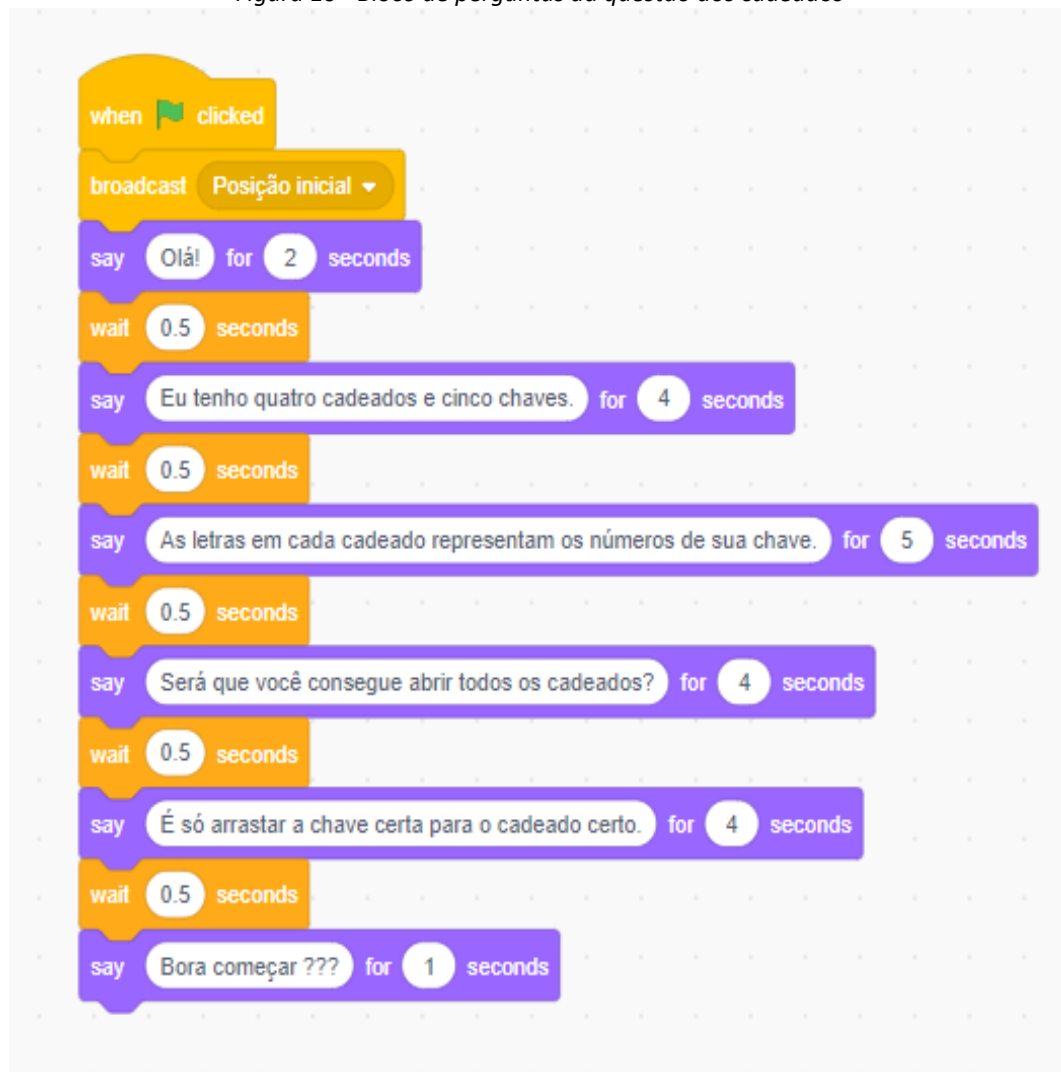 when clicked
broadcast Posição inicial
say Olá! for 2 seconds
wait 0.5 seconds
say Eu tenho quatro cadeados e cinco chaves. for 4 seconds
wait 0.5 seconds
say As letras em cada cadeado representam os números de sua chave. for 5 seconds
wait 0.5 seconds
say Será que você consegue abrir todos os cadeados? for 4 seconds
wait 0.5 seconds
say É só arrastar a chave certa para o cadeado certo. for 4 seconds
wait 0.5 seconds
say Bora começar ??? for 1 seconds